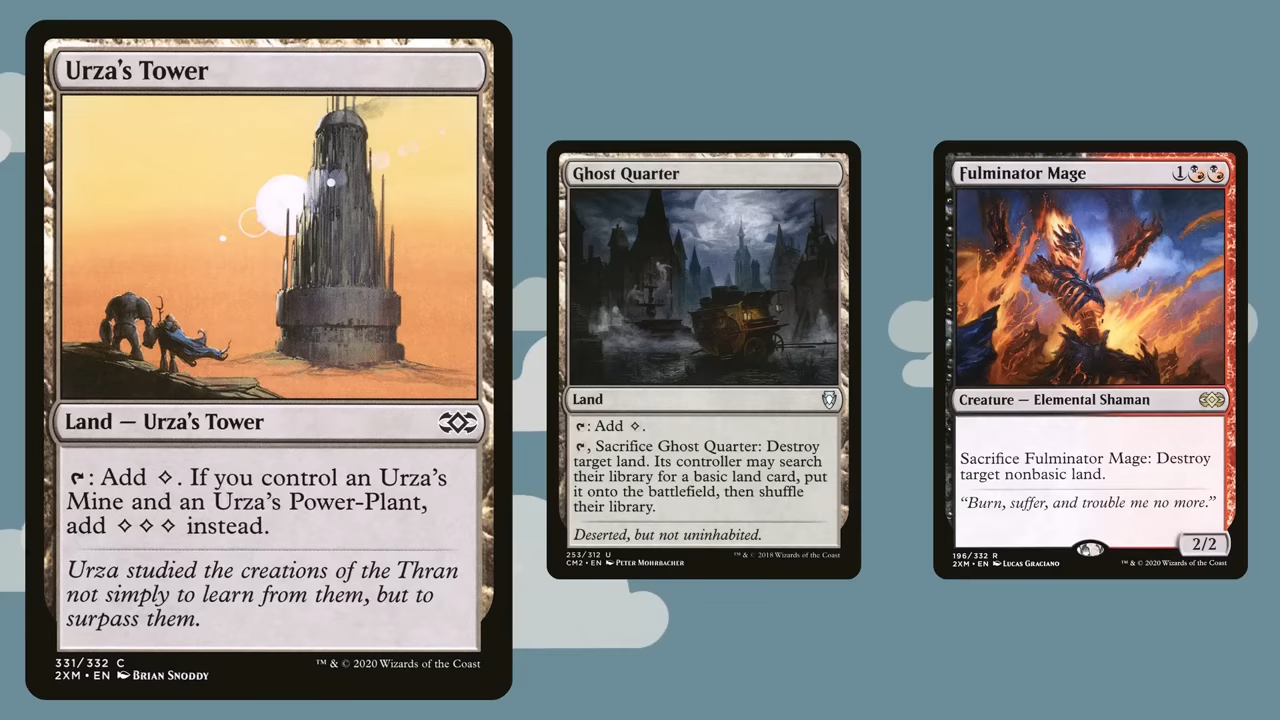 Urza's Tower
Land — Urza's Tower
: Add . If you control an Urza's
Mine and an Urza's Power-Plant,
add instead.
Urza studied the creations of the Thran
not simply to learn from them, but to
surpass them.
331/332 C
2XM • EN Brian Snoddy
™ & © 2020 Wizards of the Coast
Ghost Quarter
Land
: Add .
, Sacrifice Ghost Quarter: Destroy
target land. Its controller may search
their library for a basic land card, put
it onto the battlefield, then shuffle
their library.
Deserted, but not uninhabited.
253/312 U
CM2 • EN Peter Mohrbacher
™ & © 2018 Wizards of the Coast
Fulminator Mage 1
Creature — Elemental Shaman
Sacrifice Fulminator Mage: Destroy
target nonbasic land.
“Burn, suffer, and trouble me no more.”
2/2
196/332 R
2XM • EN Lucas Graciano
™ & © 2020 Wizards of the Coast